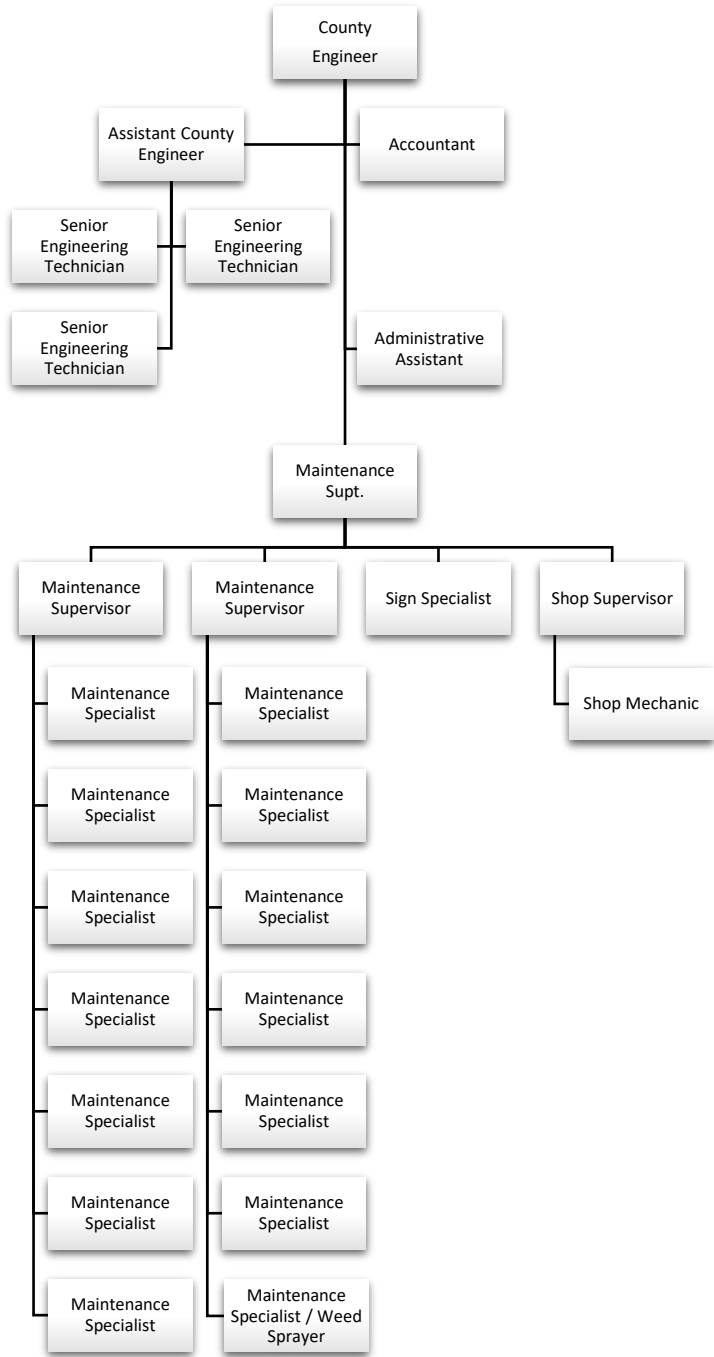 County
Engineer
Assistant County
Engineer
Accountant
Senior
Engineering
Technician
Senior
Engineering
Technician
Senior
Engineering
Technician
Administrative
Assistant
Maintenance
Supt.
Maintenance
Supervisor
Maintenance
Supervisor
Sign Specialist
Shop Supervisor
Maintenance
Specialist
Maintenance
Specialist
Shop Mechanic
Maintenance
Specialist
Maintenance
Specialist
Maintenance
Specialist
Maintenance
Specialist
Maintenance
Specialist
Maintenance
Specialist
Maintenance
Specialist
Maintenance
Specialist
Maintenance
Specialist
Maintenance
Specialist
Maintenance
Specialist
Maintenance
Specialist / Weed
Sprayer